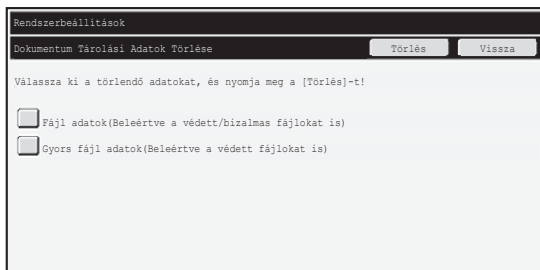 Rendszerbeállítások
Dokumentum Tárolási Adatok Törlése Törlés Vissza
Válassza ki a törlendő adatokat, és nyomja meg a [Törlés]-t!
Fájl adatok(Beleértve a védett/bizalmas fájlokat is)
Gyors fájl adatok(Beleértve a védett fájlokat is)